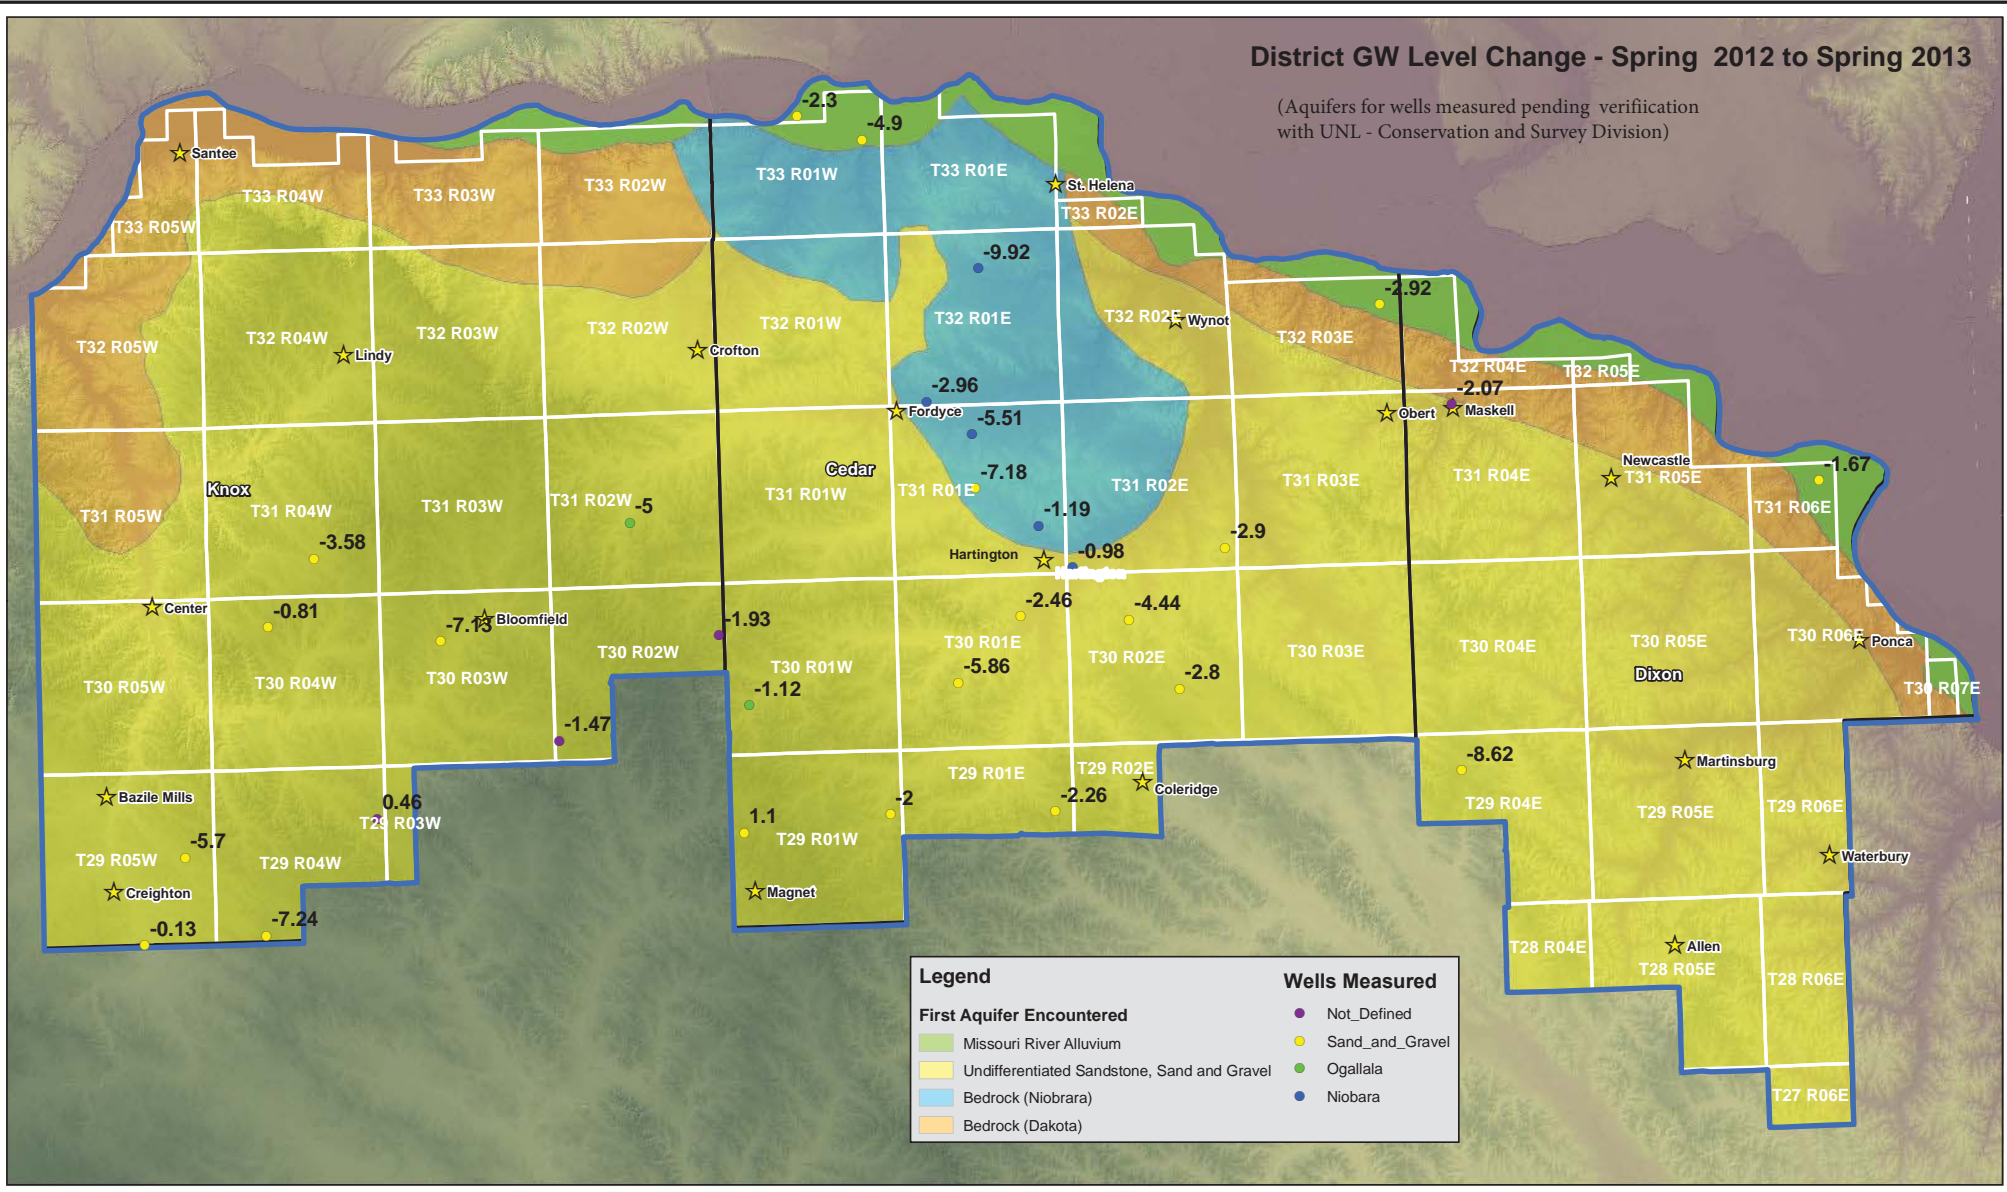 District GW Level Change - Spring 2012 to Spring 2013
(Aquifers for wells measured pending verifiication
with UNL - Conservation and Survey Division)
-2.3
-4.9
Santee
T33 R05W
T33 R04W
T33 R03W
T33 R02W
T33 R01W
T33 R01E
St. Helena
T33 R02E
-9.92
-2.92
T32 R05W
T32 R04W
Lindy
T32 R03W
T32 R02W
Crofton
T32 R01W
T32 R01E
T32 R02E
Wynot
T32 R03E
T32 R04E
T32 R05E
-2.96
Fordyce
-5.51
Obert
-2.07
Maskell
Knox
Cedar
-7.18
Newcastle
-1.67
T31 R05W
T31 R04W
T31 R03W
T31 R02W
-5
T31 R01W
T31 R01E
T31 R02E
T31 R03E
T31 R04E
T31 R05E
T31 R06E
-3.58
-1.19
-2.9
Hartington
-0.98
Center
-0.81
-7.13
Bloomfield
-1.93
-2.46
-4.44
T30 R05W
T30 R04W
T30 R03W
T30 R02W
T30 R01W
T30 R01E
T30 R02E
T30 R03E
T30 R04E
T30 R05E
T30 R06E
Ponca
Dixon
T30 R07E
-5.86
-2.8
-1.12
-1.47
Bazile Mills
0.46
T29 R03W
-5.7
T29 R05W
T29 R04W
Creighton
-0.13
-7.24
1.1
T29 R01W
-2
T29 R01E
T29 R02E
-2.26
Coleridge
Magnet
-8.62
T29 R04E
Martinsburg
T29 R05E
T29 R06E
Waterbury
T28 R04E
Allen
T28 R05E
T28 R06E
T27 R06E
Legend
First Aquifer Encountered
Missouri River Alluvium
Undifferentiated Sandstone, Sand and Gravel
Bedrock (Niobrara)
Bedrock (Dakota)
Wells Measured
Not_Defined
Sand_and_Gravel
Ogallala
Niobara